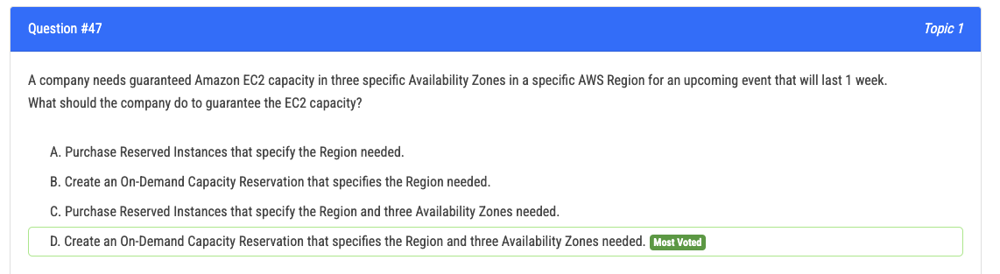 Question #47
Topic 1
A company needs guaranteed Amazon EC2 capacity in three specific Availability Zones in a specific AWS Region for an upcoming event that will last 1 week.
What should the company do to guarantee the EC2 capacity?
A. Purchase Reserved Instances that specify the Region needed.
B. Create an On-Demand Capacity Reservation that specifies the Region needed.
C. Purchase Reserved Instances that specify the Region and three Availability Zones needed.
D. Create an On-Demand Capacity Reservation that specifies the Region and three Availability Zones needed. Most Voted